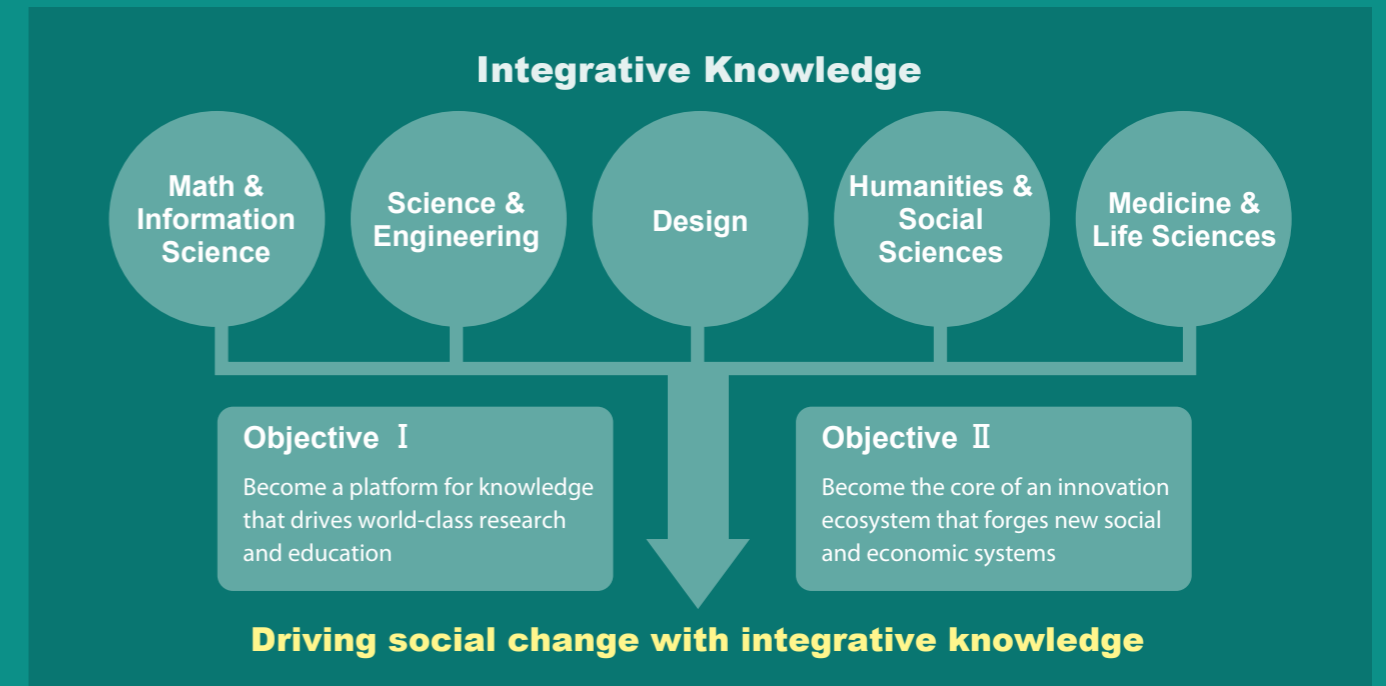 Integrative Knowledge
Math &
Information
Science
Science &
Engineering
Design
Humanities &
Social
Sciences
Medicine &
Life Sciences
Objective Ⅰ
Become a platform for knowledge
that drives world-class research
and education
Objective Ⅱ
Become the core of an innovation
ecosystem that forges new social
and economic systems
Driving social change with integrative knowledge